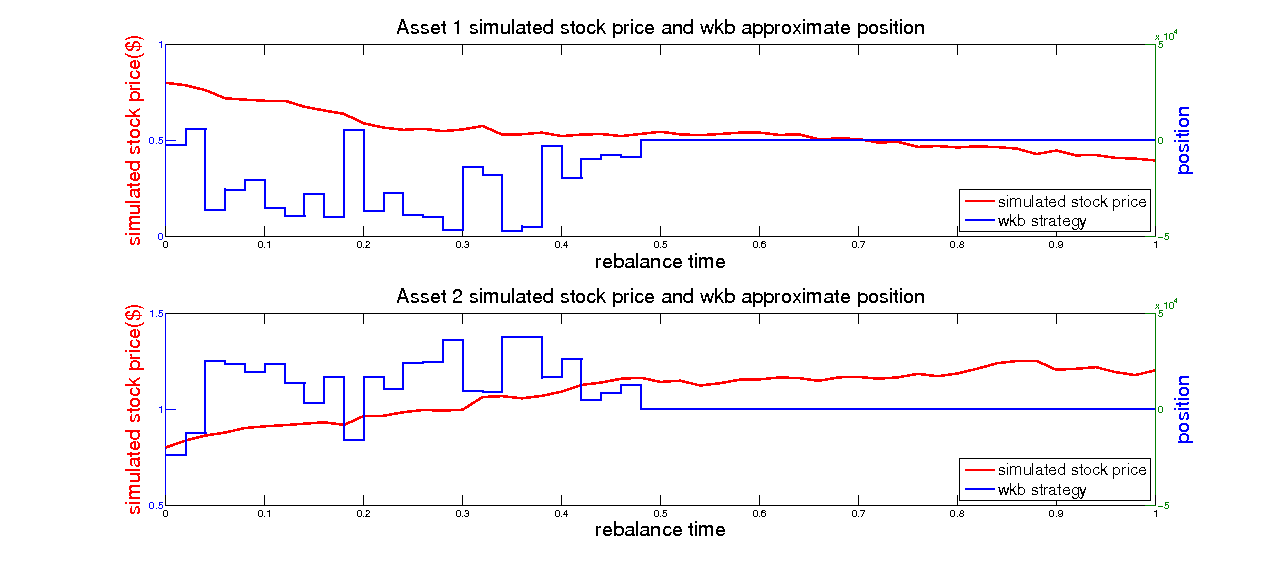 Asset 1 simulated stock price and wkb approximate position
x 10^4
1
0.5
0
5
0
-5
simulated stock price($)
position
simulated stock price
wkb strategy
0 0.1 0.2 0.3 0.4 0.5 0.6 0.7 0.8 0.9 1
rebalance time
Asset 2 simulated stock price and wkb approximate position
x 10^4
1.5
1
0.5
5
0
-5
simulated stock price($)
position
simulated stock price
wkb strategy
0 0.1 0.2 0.3 0.4 0.5 0.6 0.7 0.8 0.9 1
rebalance time